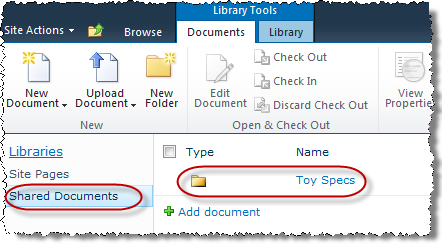 Library Tools
Site Actions Browse Documents Library
New Document
Upload Document
New Folder
New
Edit Document
Check Out
Check In
Discard Check Out
Open & Check Out
View
Properti
Libraries
Site Pages
Shared Documents
Type Name
Toy Specs
Add document